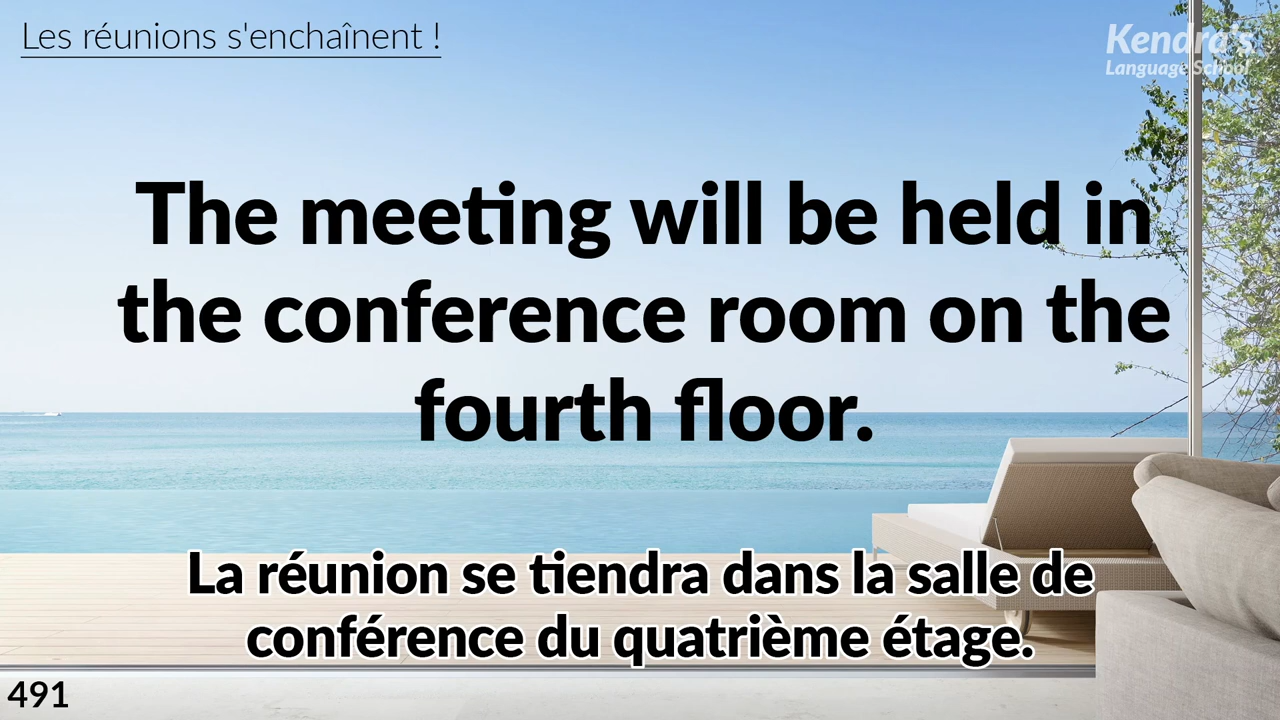 Les réunions s'enchaînent !
Kendra's
Language School
The meeting will be held in
the conference room on the
fourth floor.
La réunion se tiendra dans la salle de
conférence du quatrième étage.
491